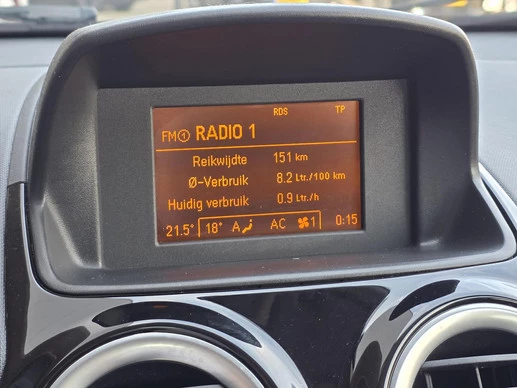 RDS TP
FM① RADIO 1
Reikwijdte 151 km
Ø-Verbruik 8.2 Ltr./100 km
Huidig verbruik 0.9 Ltr./h
21.5° 18° A AC 1 0:15